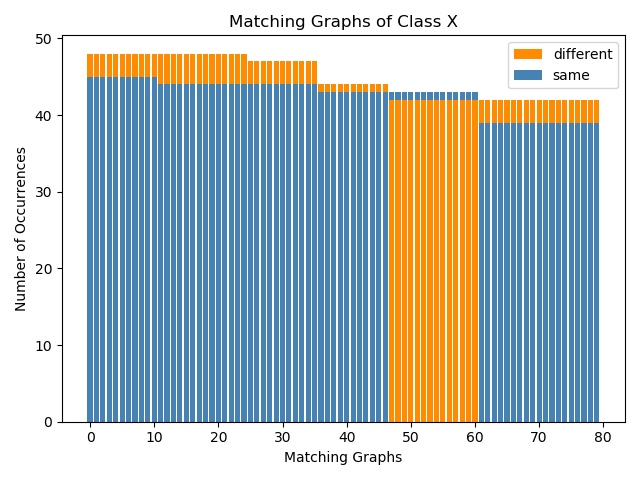 Matching Graphs of Class X
different
same
Number of Occurrences
50
40
30
20
10
0
0 10 20 30 40 50 60 70 80
Matching Graphs